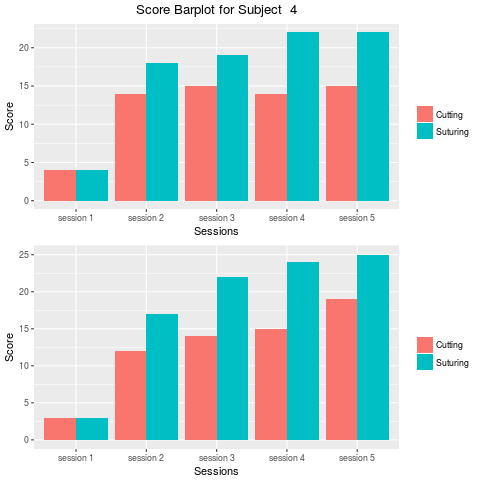 Score Barplot for Subject 4
Score
20
15
10
5
0
session 1 session 2 session 3 session 4 session 5
Sessions
Cutting
Suturing
Score
25
20
15
10
5
0
session 1 session 2 session 3 session 4 session 5
Sessions
Cutting
Suturing